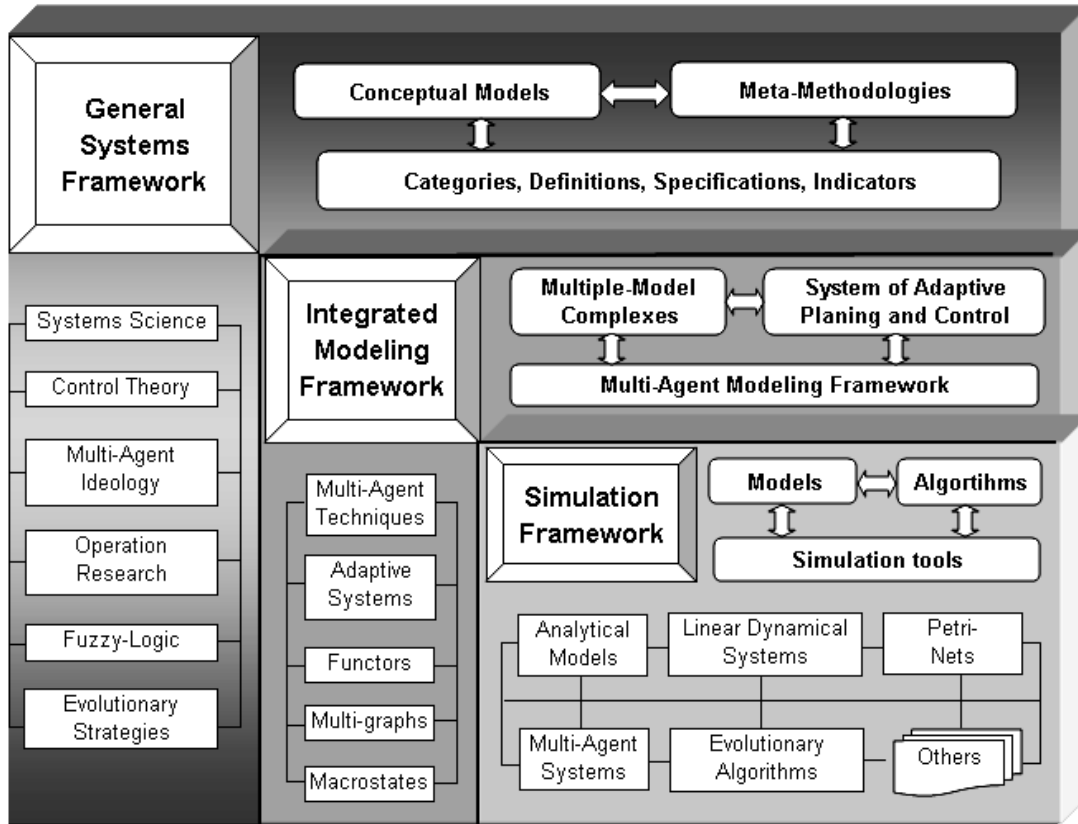 General
Systems
Framework
Conceptual Models
Meta-Methodologies
Categories, Definitions, Specifications, Indicators
Systems Science
Control Theory
Multi-Agent
Ideology
Operation
Research
Fuzzy-Logic
Evolutionary
Strategies
Integrated
Modeling
Framework
Multiple-Model
Complexes
System of Adaptive
Planing and Control
Multi-Agent Modeling Framework
Multi-Agent
Techniques
Adaptive
Systems
Functors
Multi-graphs
Macrostates
Simulation
Framework
Models
Algortihms
Simulation tools
Analytical
Models
Linear Dynamical
Systems
Petri-
Nets
Multi-Agent
Systems
Evolutionary
Algorithms
Others